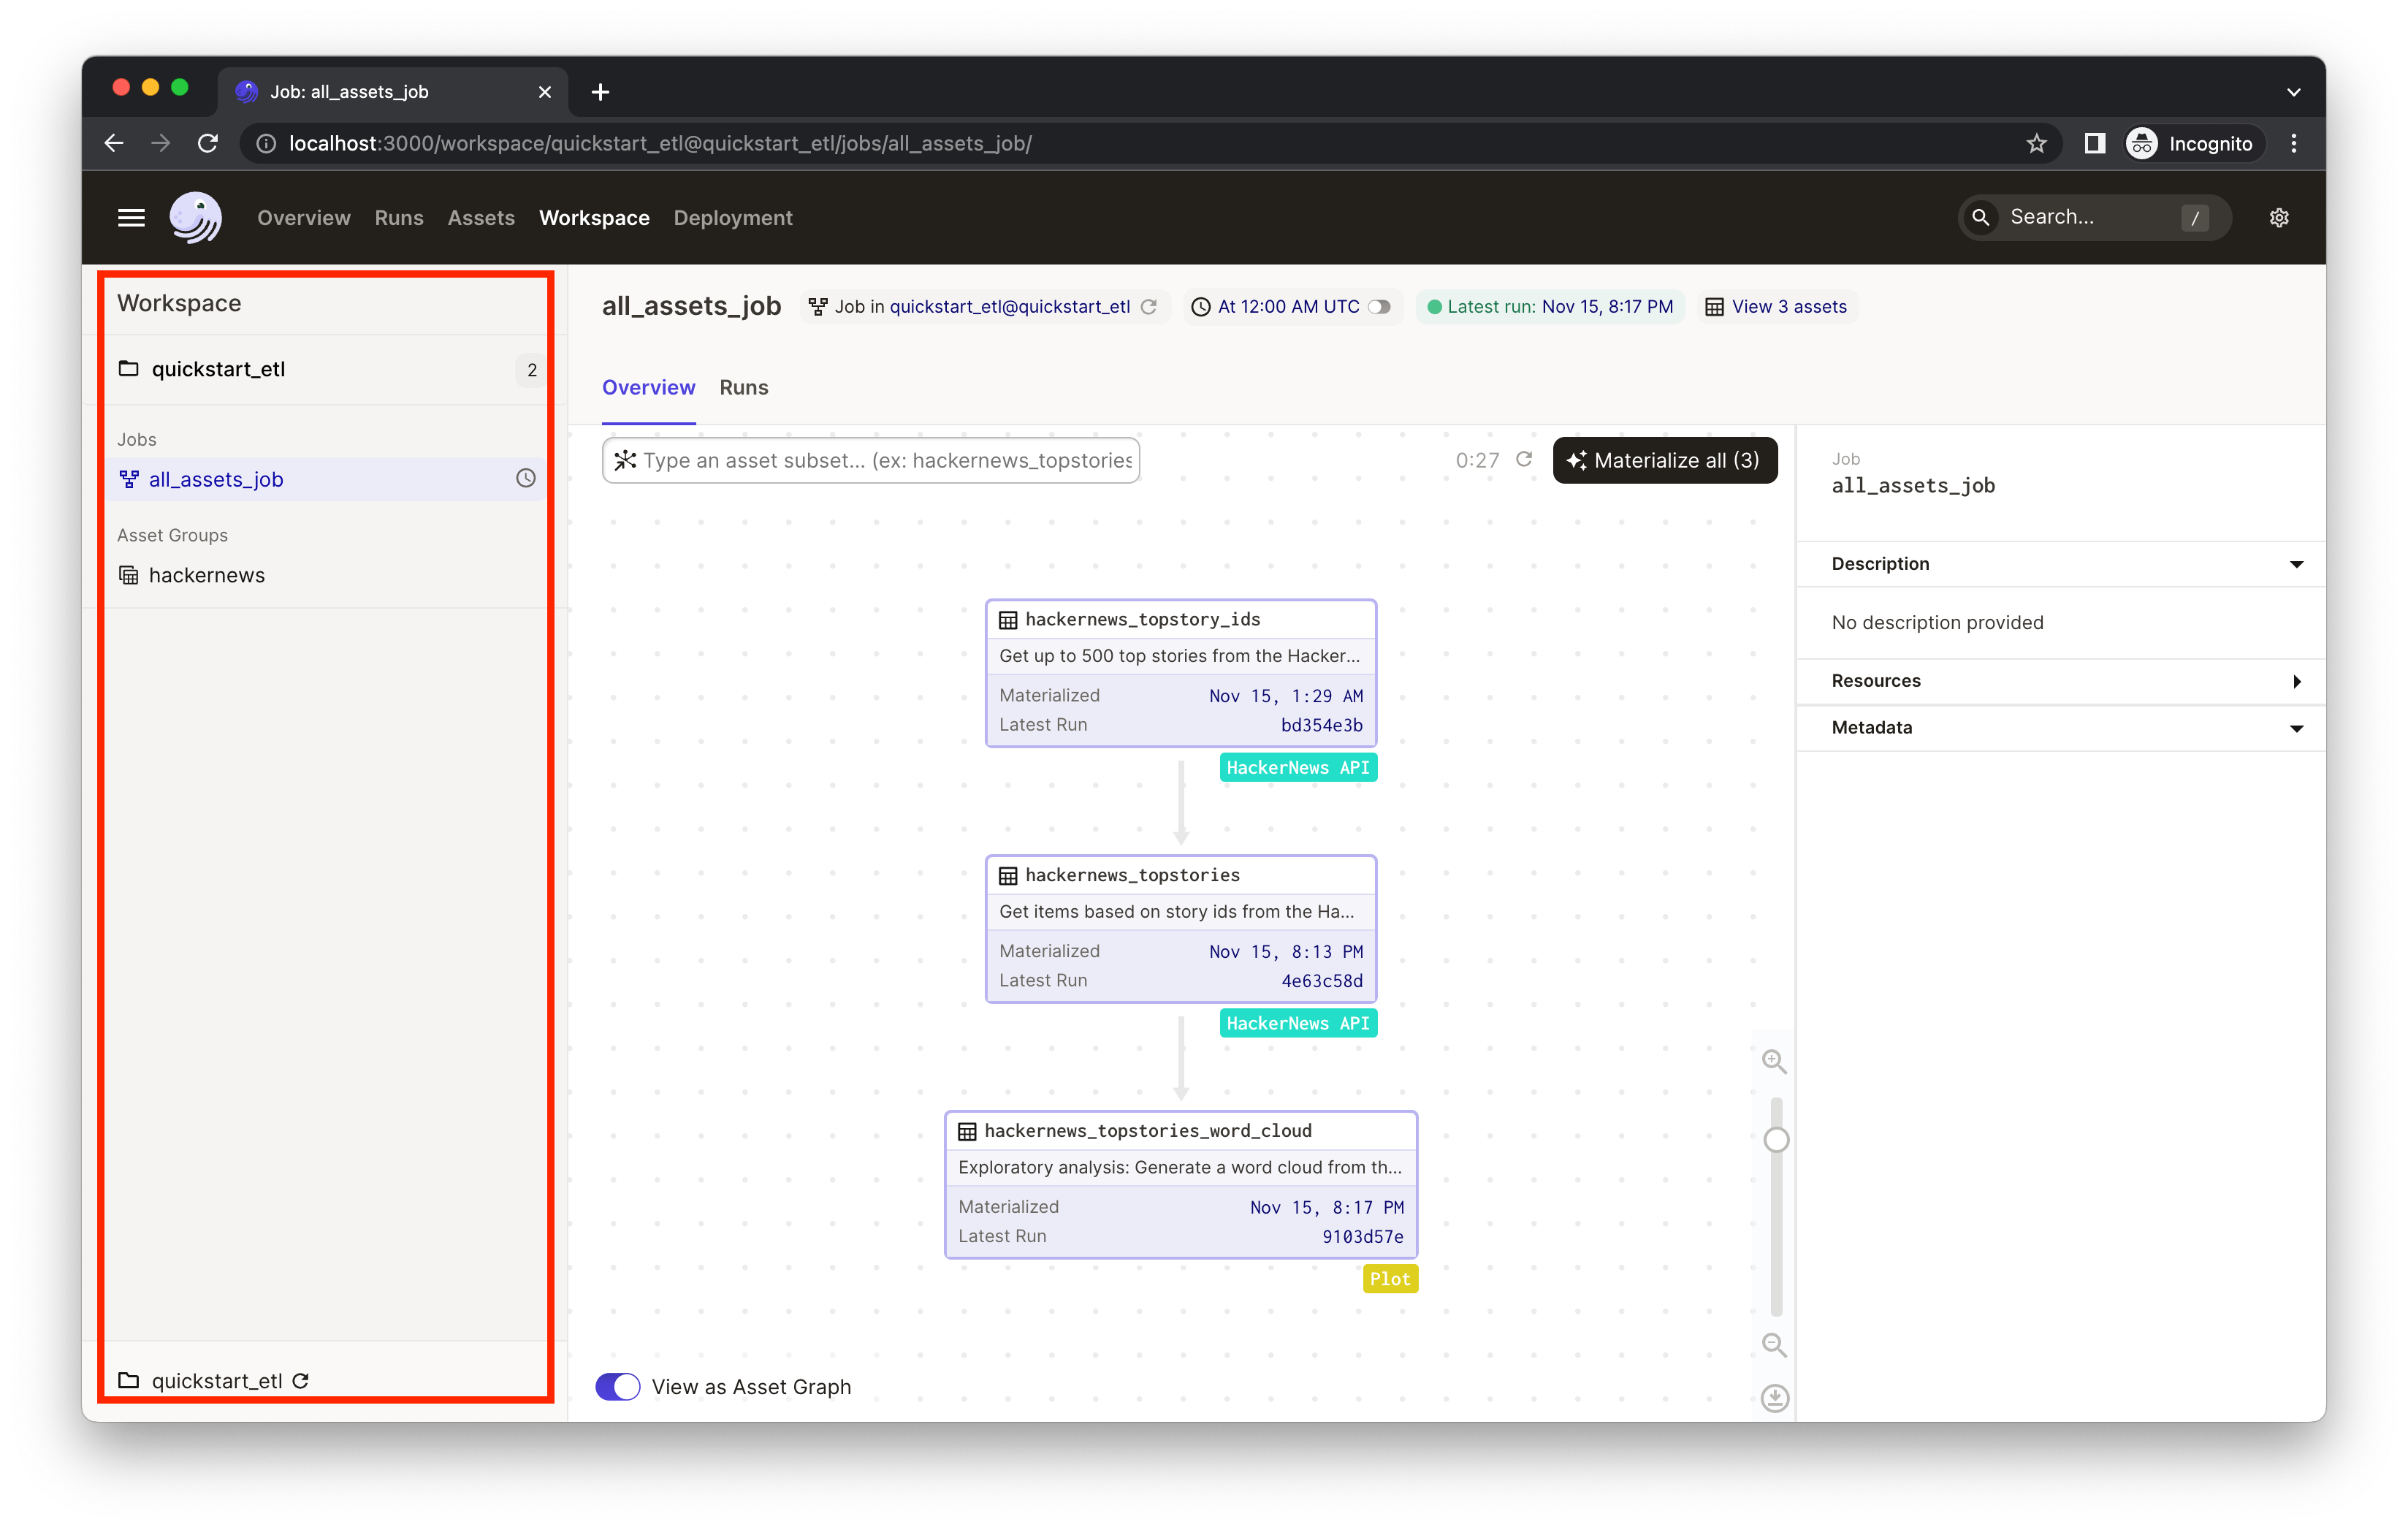 Job: all_assets_job
localhost:3000/workspace/quickstart_etl@quickstart_etl/jobs/all_assets_job/
Incognito
Overview Runs Assets Workspace Deployment
Search... /
Workspace
quickstart_etl 2
Jobs
all_assets_job
Asset Groups
hackernews
quickstart_etl
all_assets_job Job in quickstart_etl@quickstart_etl At 12:00 AM UTC Latest run: Nov 15, 8:17 PM View 3 assets
Overview Runs
Type an asset subset... (ex: hackernews_topstories 0:27 Materialize all (3)
hackernews_topstory_ids
Get up to 500 top stories from the Hacker...
Materialized Nov 15, 1:29 AM
Latest Run bd354e3b
HackerNews API
hackernews_topstories
Get items based on story ids from the Ha...
Materialized Nov 15, 8:13 PM
Latest Run 4e63c58d
HackerNews API
hackernews_topstories_word_cloud
Exploratory analysis: Generate a word cloud from th...
Materialized Nov 15, 8:17 PM
Latest Run 9103d57e
Plot
View as Asset Graph
Job
all_assets_job
Description
No description provided
Resources
Metadata